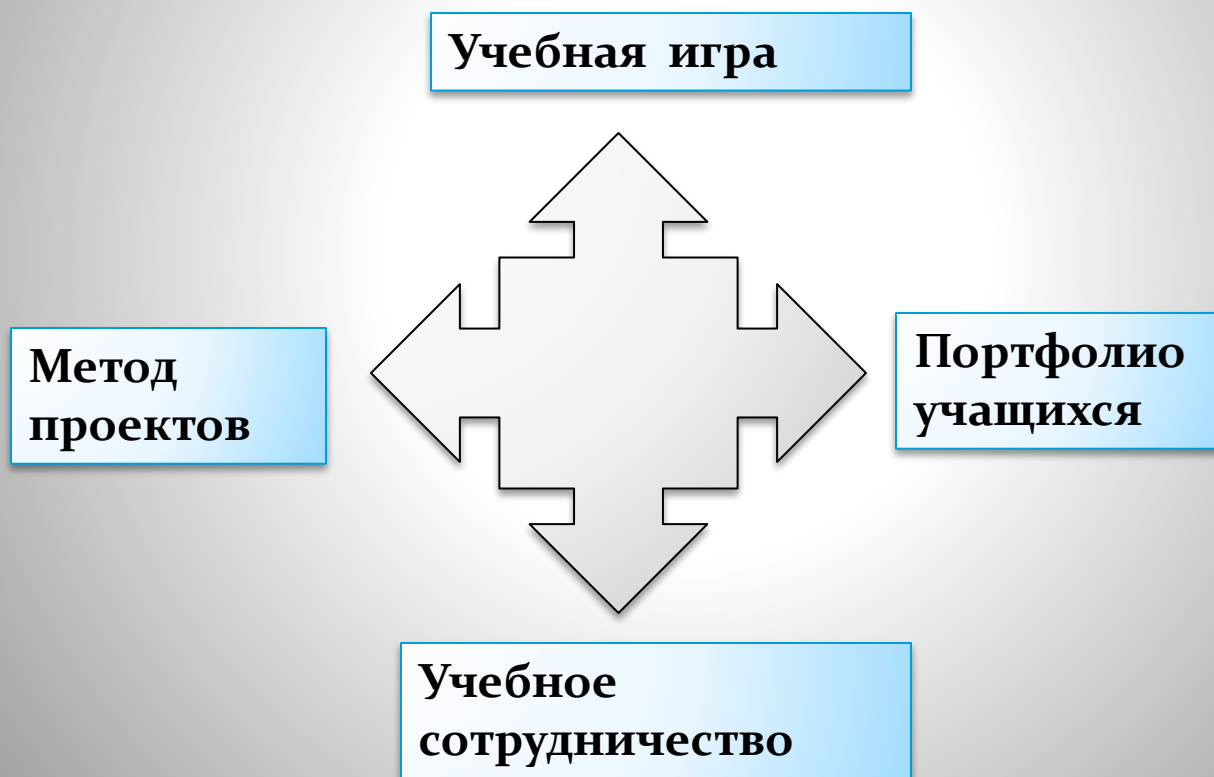 Учебная игра
Метод
проектов
Портфолио
учащихся
Учебное
сотрудничество